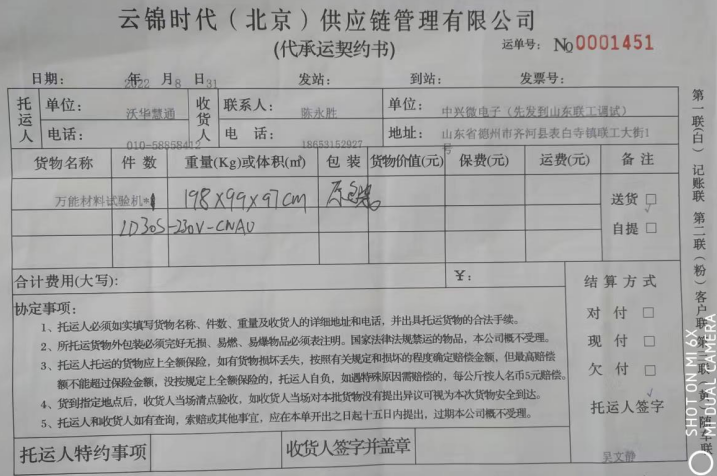 云锦时代（北京）供应链管理有限公司
(代承运契约书)
运单号： No 0001451
日期： 2022 年 8 月 31 日 发站： 到站： 发票号：
托运人 单位： 沃华慧通 收货人 联系人： 陈永胜 单位： 中兴微电子（先发到山东联工调试）
电话： 010-58858412 电话： 18653152927 地址： 山东省德州市齐河县表白寺镇联工大街1号
货物名称 件数 重量(Kg)或体积(㎡) 包装 货物价值(元) 保费(元) 运费(元) 备注
万能材料试验机*1 198×99×97cm 送货 □ ✓
1D30S-230V-CNAU 自提 □
合计费用(大写)： ￥： 结算方式
对付 □
现付 □
欠付 □ ✓
协定事项：
1、托运人必须如实填写货物名称、件数、重量及收货人的详细地址和电话，并出具托运货物的合法手续。
2、所托运货物外包装必须完好无损、易燃、易爆物品必须表注明。国家法律法规禁运的物品，本公司概不受理。
3、托运人托运的货物应上全额保险，如有货物损坏丢失，按照有关规定和损坏的程度确定赔偿金额，但最高赔偿
额不能超过保险金额，没按规定上全额保险的，托运人自负，如遇特殊原因需赔偿的，每公斤按人名币5元赔偿。
4、货到指定地点后，收货人当场清点验收，如收货人当场对本批货物没有提出异议可视为本次货物安全到达。
5、托运人和收货人如有查询，索赔或其他事宜，应在本单开出之日起十五日内提出，过期本公司概不受理。
托运人签字
吴文静
托运人特约事项 收货人签字并盖章
第一联(白)记账联 第二联(粉)客户联
SHOT ON MI 6X
MI DUAL CAMERA